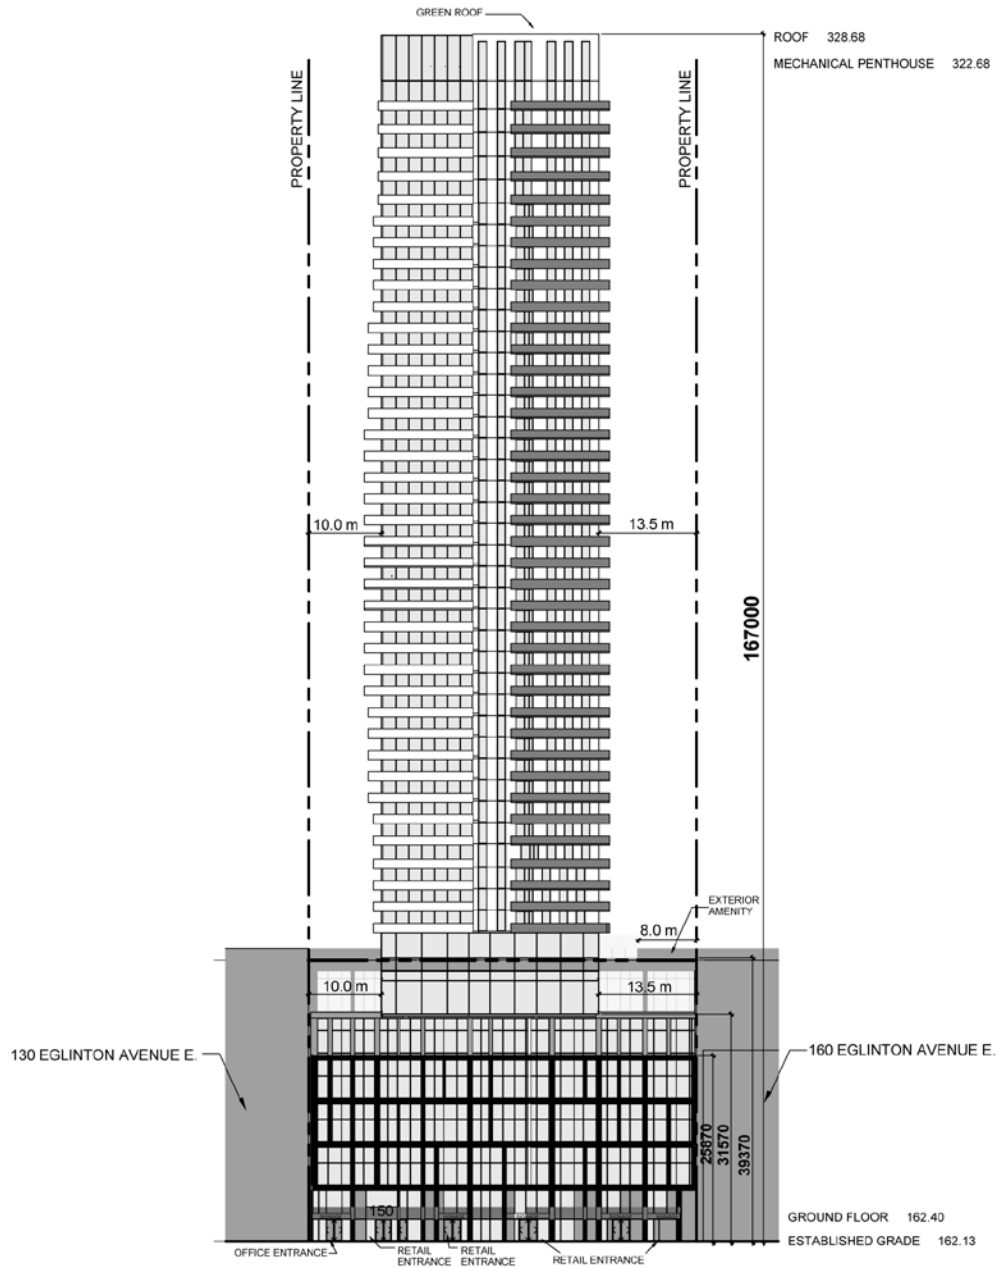 GREEN ROOF
ROOF 328.68
MECHANICAL PENTHOUSE 322.68
PROPERTY LINE
PROPERTY LINE
10.0 m
13.5 m
167000
EXTERIOR
AMENITY
8.0 m
10.0 m
13.5 m
130 EGLINTON AVENUE E.
160 EGLINTON AVENUE E.
25870
31570
39370
150
GROUND FLOOR 162.40
ESTABLISHED GRADE 162.13
OFFICE ENTRANCE
RETAIL
ENTRANCE
RETAIL
ENTRANCE
RETAIL ENTRANCE